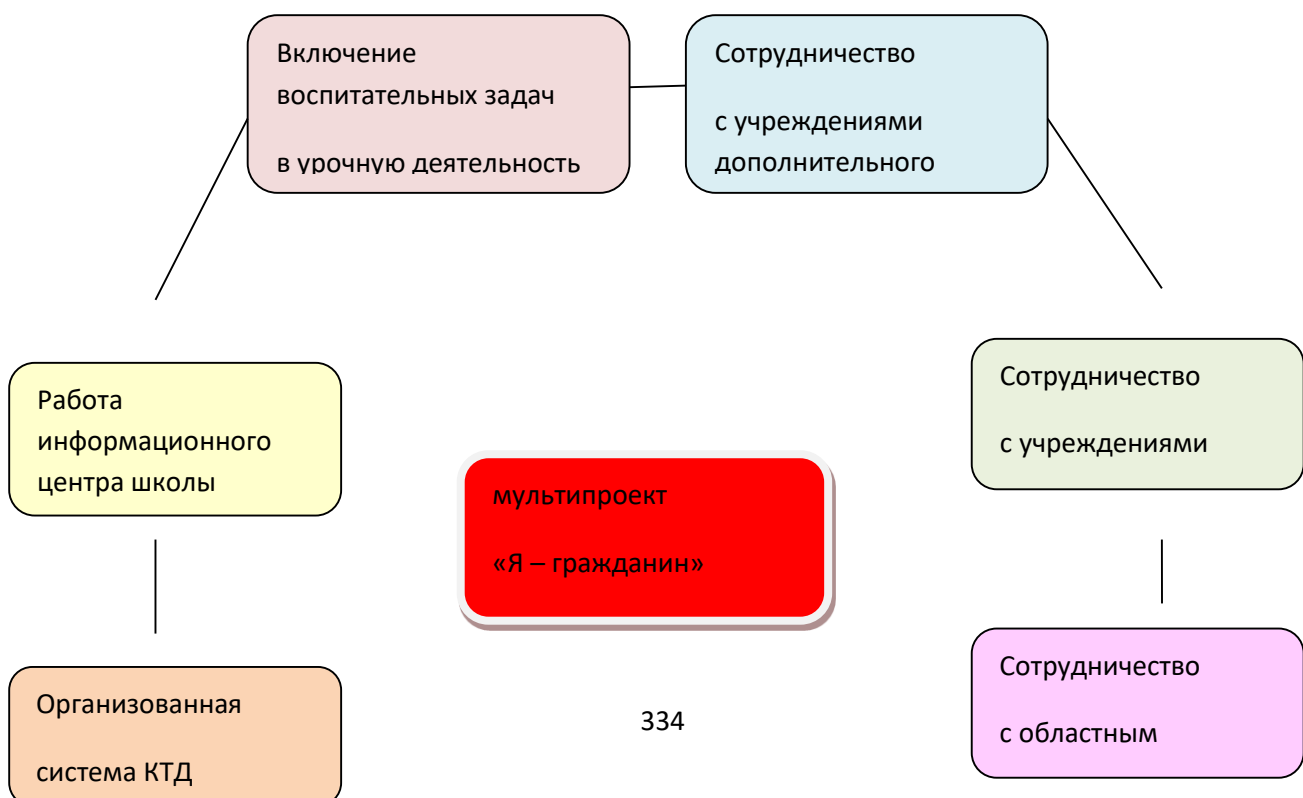 Включение
воспитательных задач
в урочную деятельность
Сотрудничество
с учреждениями
дополнительного
Работа
информационного
центра школы
Сотрудничество
с учреждениями
мультипроект
«Я – гражданин»
Организованная
система КТД
334
Сотрудничество
с областным